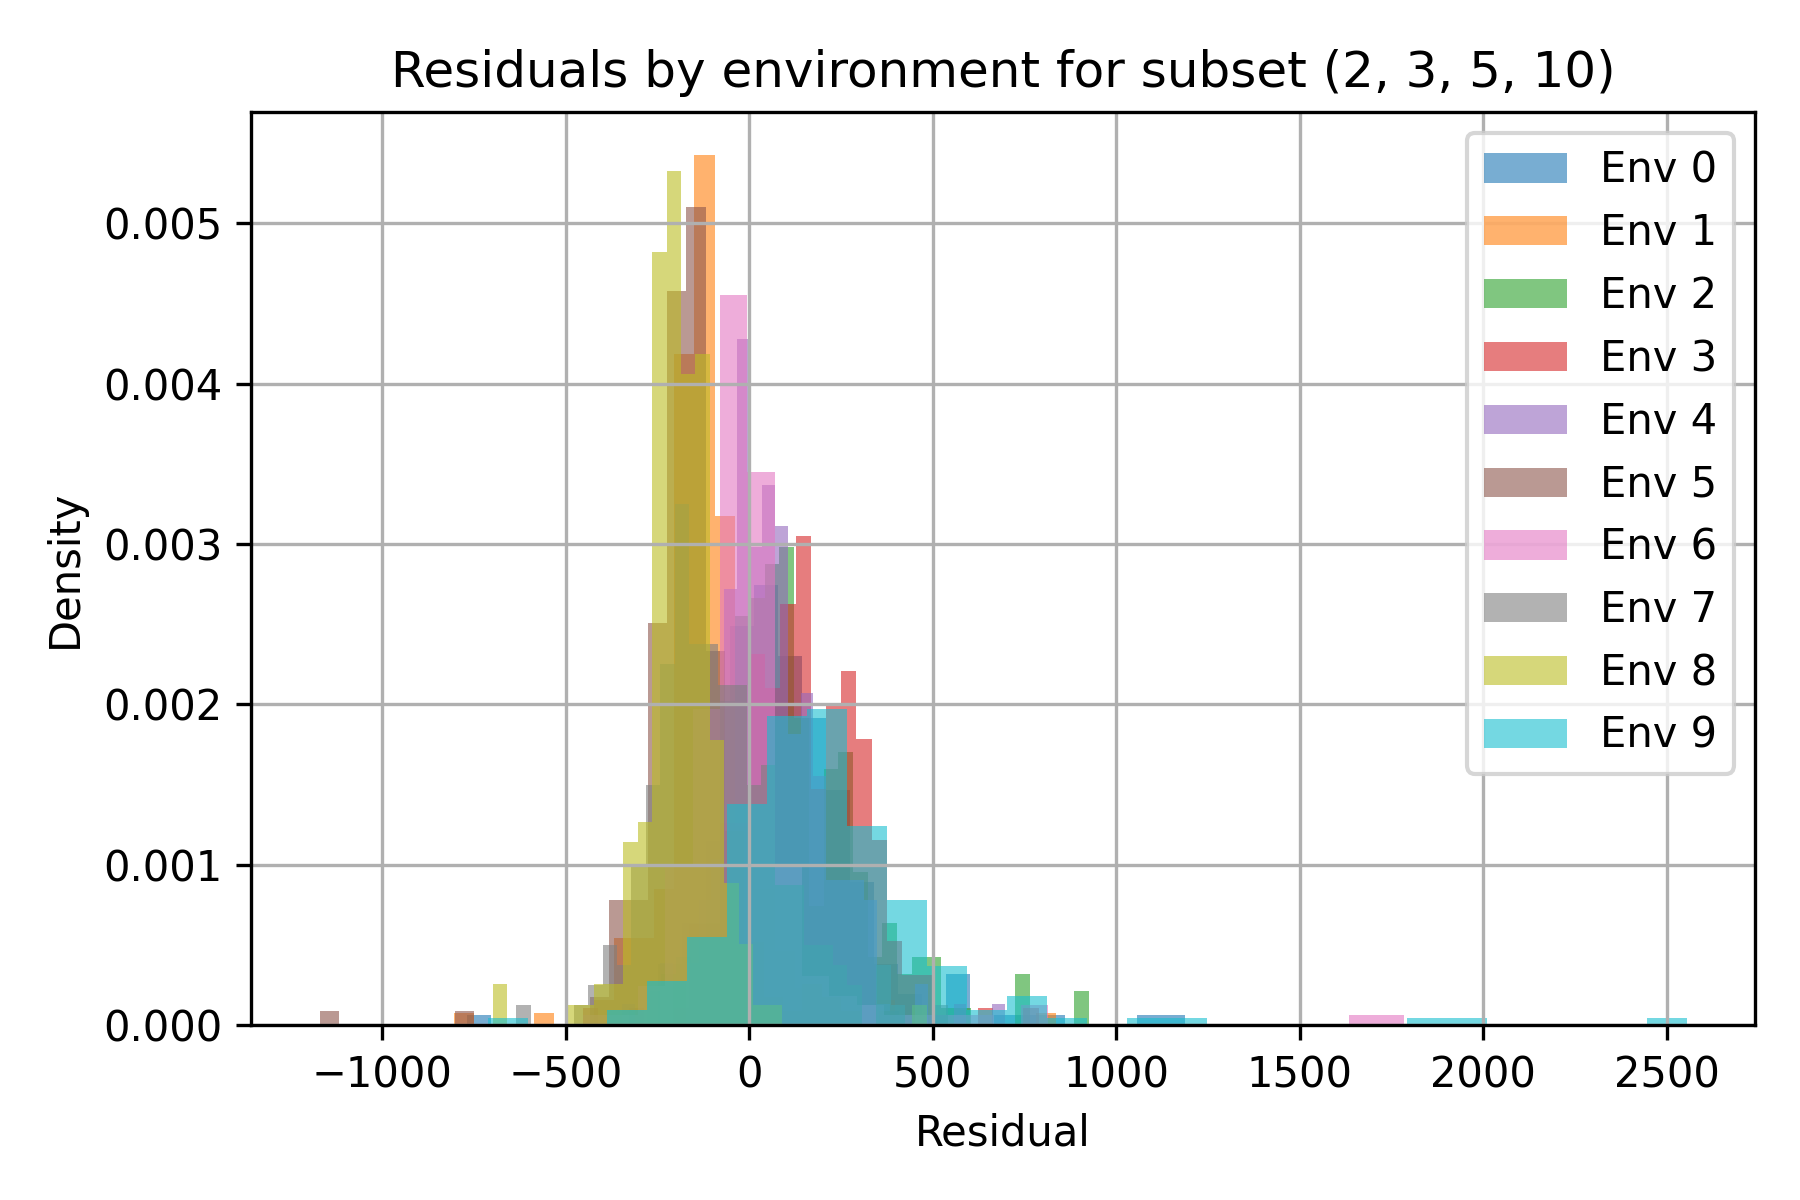 Residuals by environment for subset (2, 3, 5, 10)
Env 0
Env 1
Env 2
Env 3
Env 4
Env 5
Env 6
Env 7
Env 8
Env 9
Density
0.005
0.004
0.003
0.002
0.001
0.000
−1000 −500 0 500 1000 1500 2000 2500
Residual